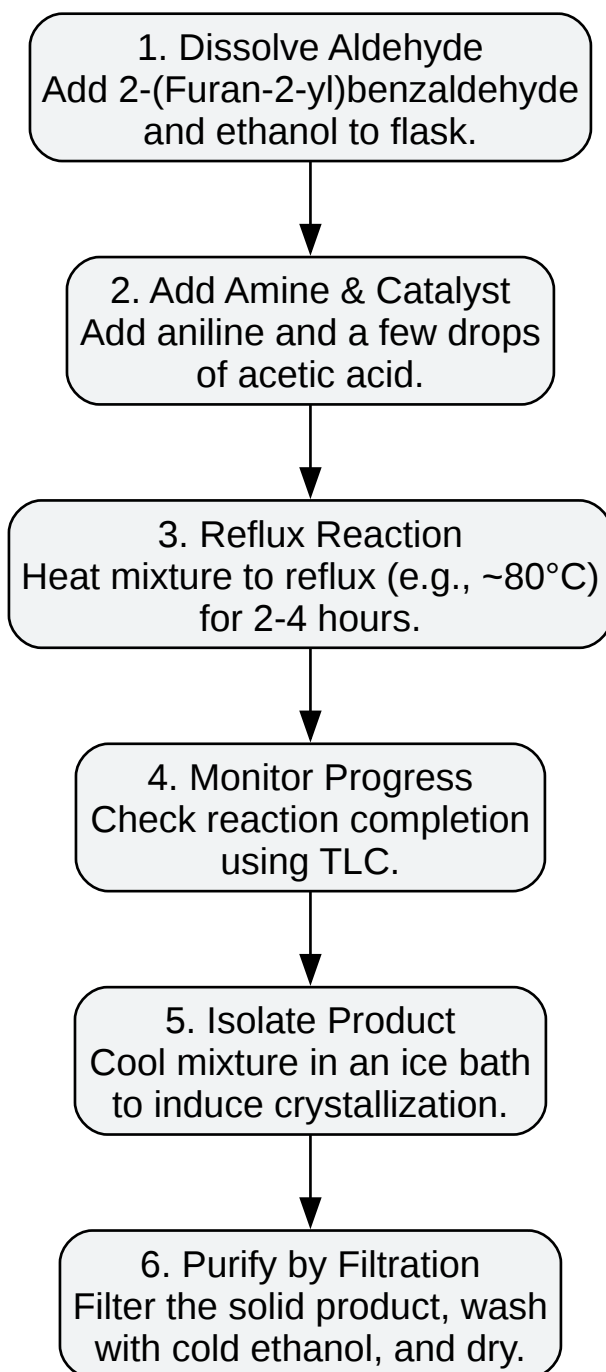 1. Dissolve Aldehyde
Add 2-(Furan-2-yl)benzaldehyde
and ethanol to flask.
2. Add Amine & Catalyst
Add aniline and a few drops
of acetic acid.
3. Reflux Reaction
Heat mixture to reflux (e.g., ~80°C)
for 2-4 hours.
4. Monitor Progress
Check reaction completion
using TLC.
5. Isolate Product
Cool mixture in an ice bath
to induce crystallization.
6. Purify by Filtration
Filter the solid product, wash
with cold ethanol, and dry.